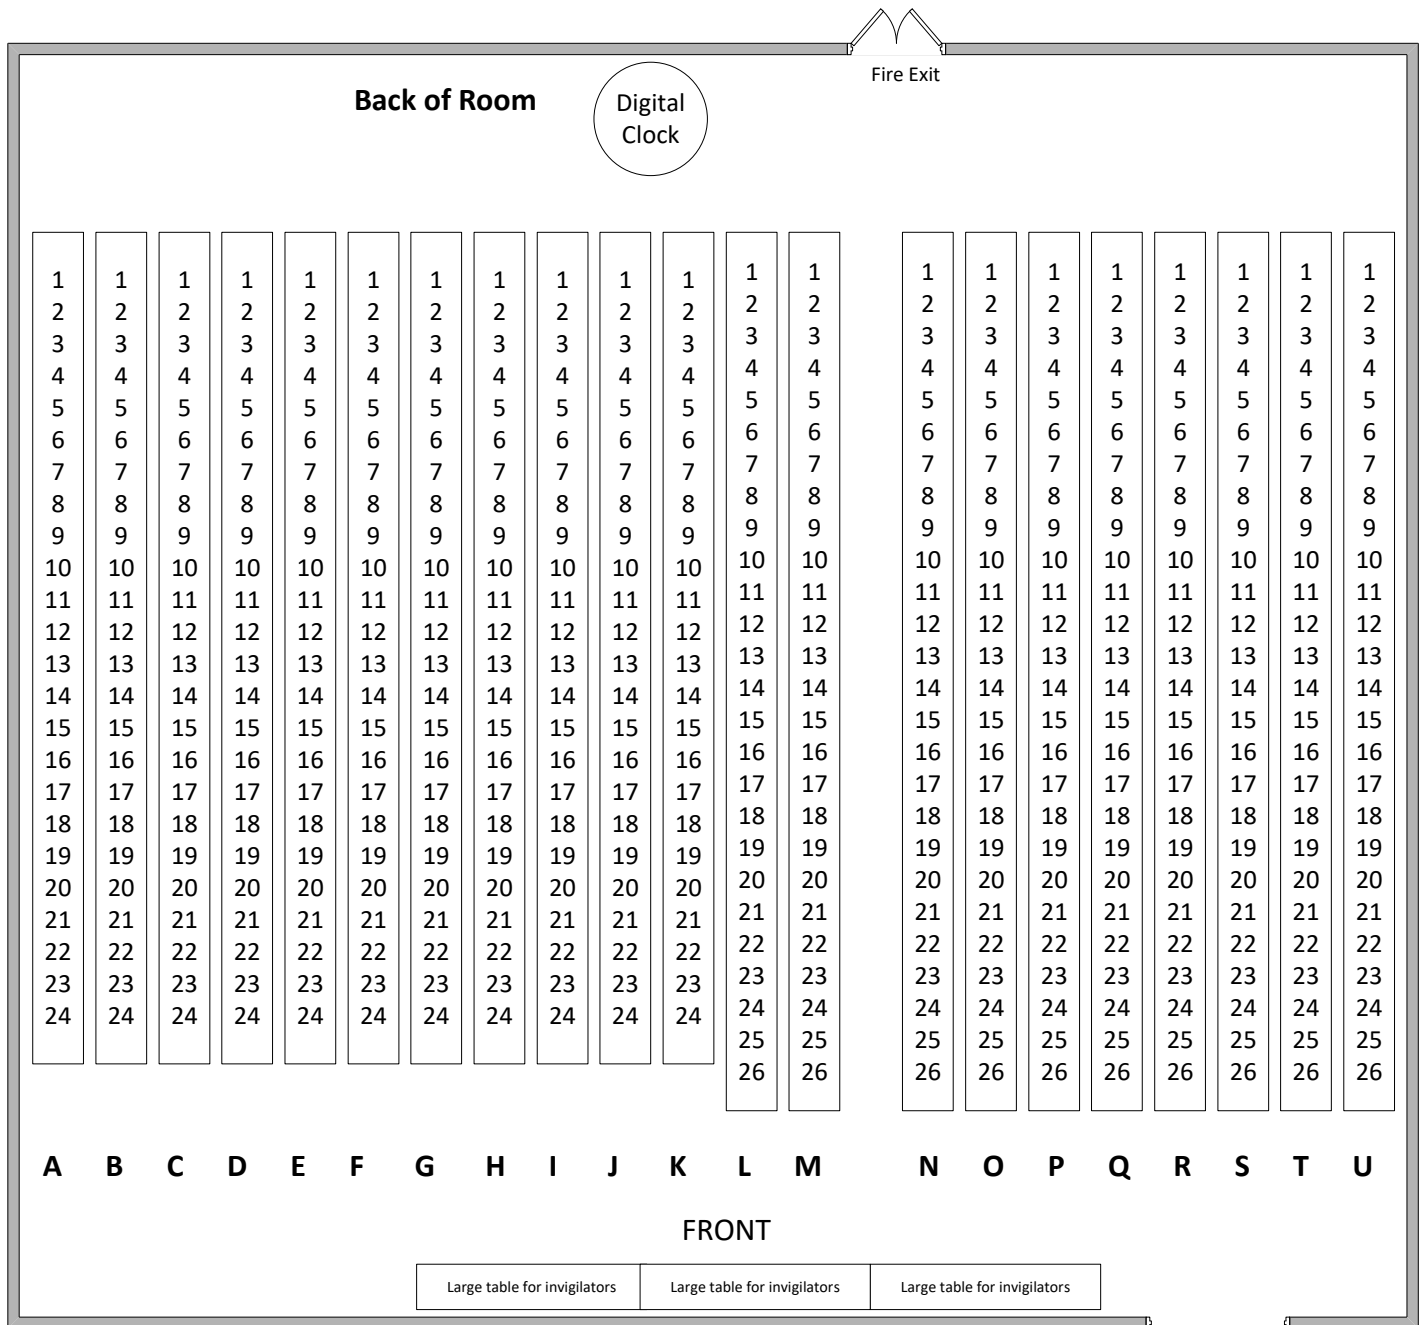 Fire Exit
Back of Room
Digital
Clock
1 1 1 1 1 1 1 1 1 1 1 1 1 1 1 1 1 1 1 1 1
2 2 2 2 2 2 2 2 2 2 2 2 2 2 2 2 2 2 2 2 2
3 3 3 3 3 3 3 3 3 3 3 3 3 3 3 3 3 3 3 3 3
4 4 4 4 4 4 4 4 4 4 4 4 4 4 4 4 4 4 4 4 4
5 5 5 5 5 5 5 5 5 5 5 5 5 5 5 5 5 5 5 5 5
6 6 6 6 6 6 6 6 6 6 6 6 6 6 6 6 6 6 6 6 6
7 7 7 7 7 7 7 7 7 7 7 7 7 7 7 7 7 7 7 7 7
8 8 8 8 8 8 8 8 8 8 8 8 8 8 8 8 8 8 8 8 8
9 9 9 9 9 9 9 9 9 9 9 9 9 9 9 9 9 9 9 9 9
10 10 10 10 10 10 10 10 10 10 10 10 10 10 10 10 10 10 10 10 10
11 11 11 11 11 11 11 11 11 11 11 11 11 11 11 11 11 11 11 11 11
12 12 12 12 12 12 12 12 12 12 12 12 12 12 12 12 12 12 12 12 12
13 13 13 13 13 13 13 13 13 13 13 13 13 13 13 13 13 13 13 13 13
14 14 14 14 14 14 14 14 14 14 14 14 14 14 14 14 14 14 14 14 14
15 15 15 15 15 15 15 15 15 15 15 15 15 15 15 15 15 15 15 15 15
16 16 16 16 16 16 16 16 16 16 16 16 16 16 16 16 16 16 16 16 16
17 17 17 17 17 17 17 17 17 17 17 17 17 17 17 17 17 17 17 17 17
18 18 18 18 18 18 18 18 18 18 18 18 18 18 18 18 18 18 18 18 18
19 19 19 19 19 19 19 19 19 19 19 19 19 19 19 19 19 19 19 19 19
20 20 20 20 20 20 20 20 20 20 20 20 20 20 20 20 20 20 20 20 20
21 21 21 21 21 21 21 21 21 21 21 21 21 21 21 21 21 21 21 21 21
22 22 22 22 22 22 22 22 22 22 22 22 22 22 22 22 22 22 22 22 22
23 23 23 23 23 23 23 23 23 23 23 23 23 23 23 23 23 23 23 23 23
24 24 24 24 24 24 24 24 24 24 24 24 24 24 24 24 24 24 24 24 24
25 25 25 25 25 25 25 25 25 25
26 26 26 26 26 26 26 26 26 26
A B C D E F G H I J K L M N O P Q R S T U
FRONT
Large table for invigilators Large table for invigilators Large table for invigilators